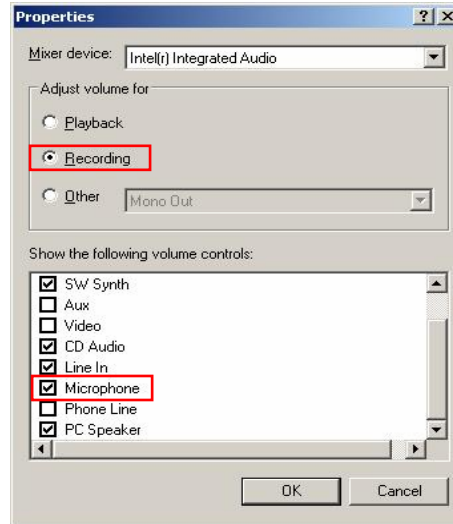 Properties
Mixer device: Intel(r) Integrated Audio
Adjust volume for
Playback
Recording
Other Mono Out
Show the following volume controls:
SW Synth
Aux
Video
CD Audio
Line In
Microphone
Phone Line
PC Speaker
OK Cancel